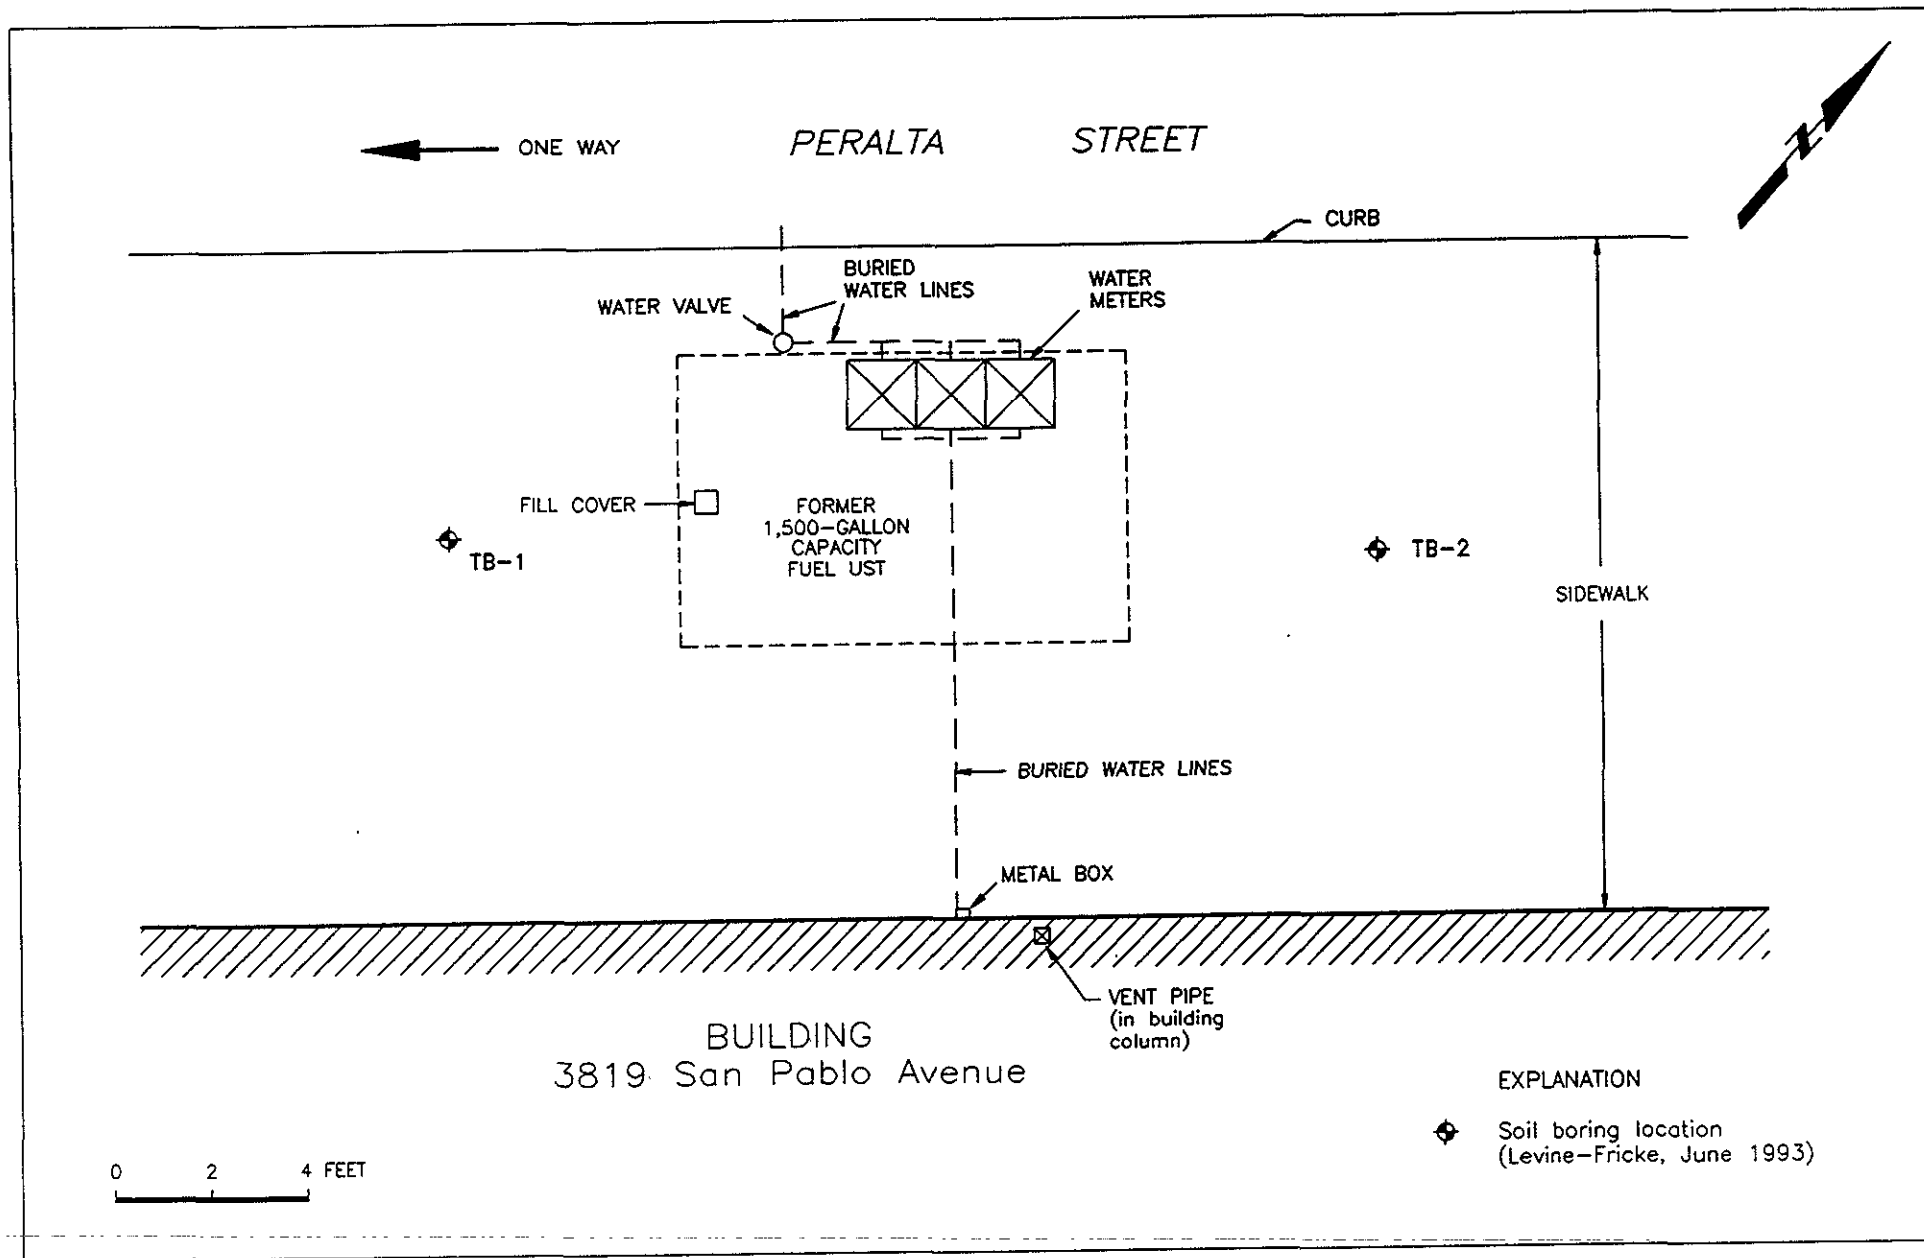 ONE WAY
PERALTA STREET
N
CURB
BURIED
WATER LINES
WATER
METERS
WATER VALVE
FILL COVER
FORMER
1,500-GALLON
CAPACITY
FUEL UST
TB-1
TB-2
SIDEWALK
BURIED WATER LINES
METAL BOX
VENT PIPE
(in building
column)
BUILDING
3819 San Pablo Avenue
EXPLANATION
Soil boring location
(Levine-Fricke, June 1993)
0 2 4 FEET